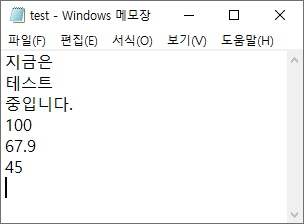 test - Windows 메모장
파일(F) 편집(E) 서식(O) 보기(V) 도움말(H)
지금은
테스트
중입니다.
100
67.9
45